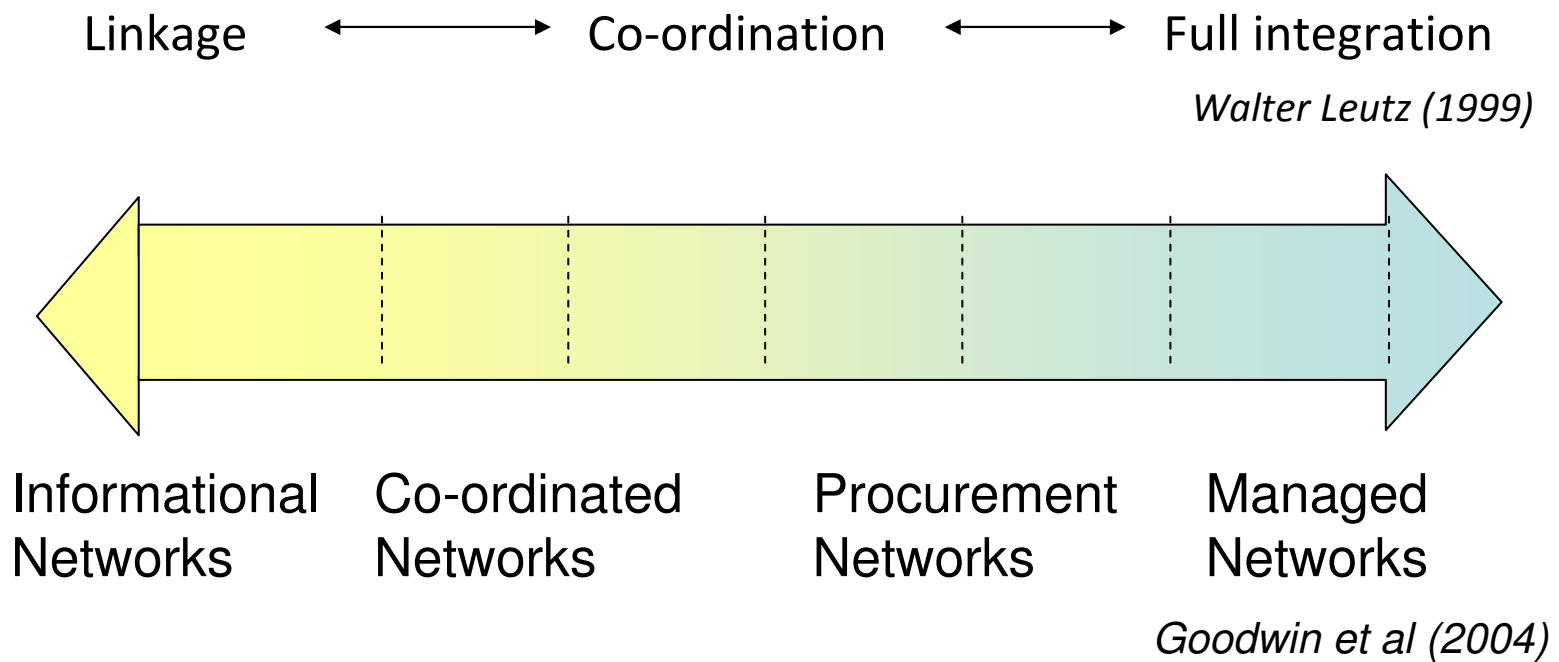 Linkage Co-ordination Full integration
Walter Leutz (1999)
Informational Co-ordinated Procurement Managed
Networks Networks Networks Networks
Goodwin et al (2004)